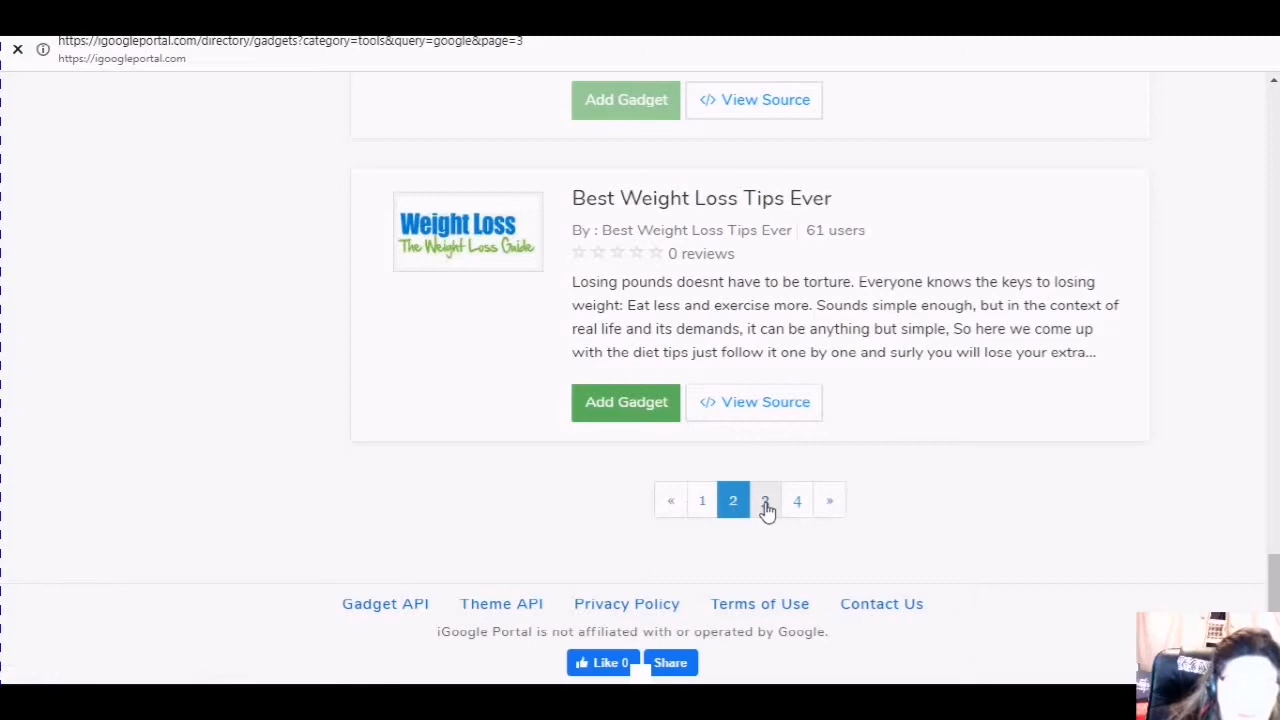 https://igoogleportal.com/directory/gadgets?category=tools&query=google&page=3
https://igoogleportal.com
Add Gadget
</> View Source
Weight Loss
The Weight Loss Guide
Best Weight Loss Tips Ever
By : Best Weight Loss Tips Ever 61 users
0 reviews
Losing pounds doesnt have to be torture. Everyone knows the keys to losing
weight: Eat less and exercise more. Sounds simple enough, but in the context of
real life and its demands, it can be anything but simple, So here we come up
with the diet tips just follow it one by one and surly you will lose your extra...
Add Gadget
</> View Source
« 1 2 3 4 »
Gadget API Theme API Privacy Policy Terms of Use Contact Us
iGoogle Portal is not affiliated with or operated by Google.
Like 0 Share